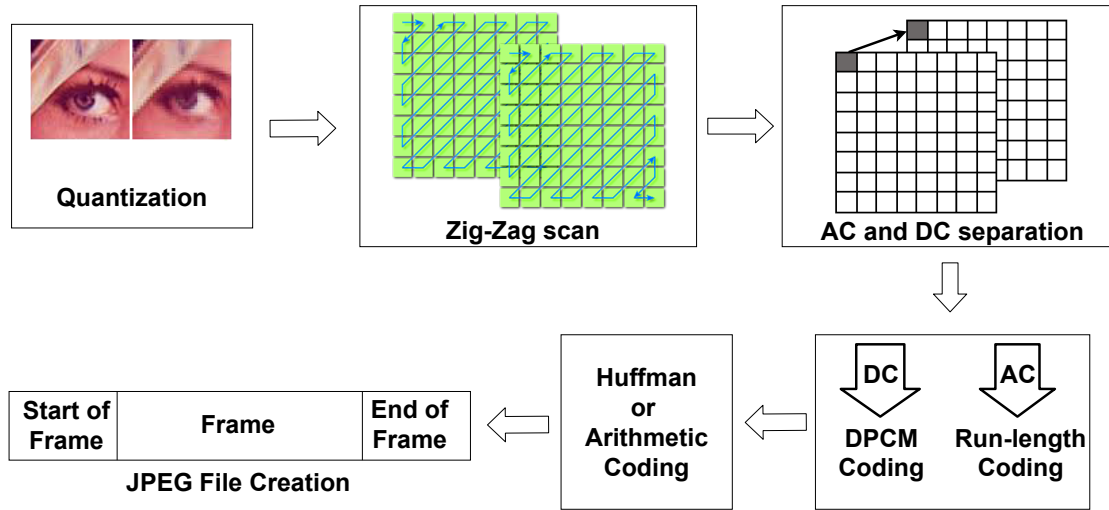 Quantization
Zig-Zag scan
AC and DC separation
DC
AC
DPCM
Coding
Run-length
Coding
Huffman
or
Arithmetic
Coding
Start of
Frame
Frame
End of
Frame
JPEG File Creation